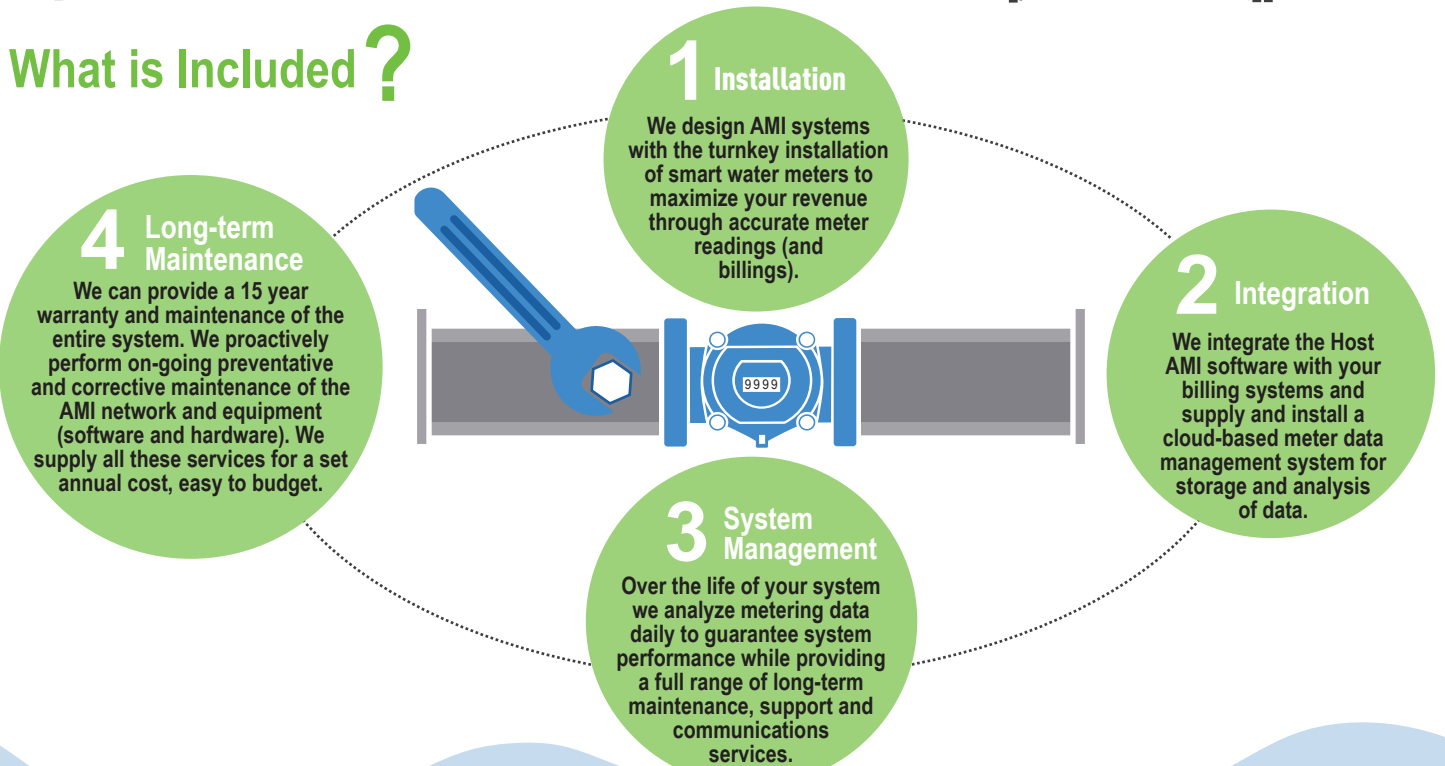 What is Included ?
1 Installation
We design AMI systems
with the turnkey installation
of smart water meters to
maximize your revenue
through accurate meter
readings (and
billings).
2 Integration
We integrate the Host
AMI software with your
billing systems and
supply and install a
cloud-based meter data
management system for
storage and analysis
of data.
3 System
Management
Over the life of your system
we analyze metering data
daily to guarantee system
performance while providing
a full range of long-term
maintenance, support and
communications
services.
4 Long-term
Maintenance
We can provide a 15 year
warranty and maintenance of the
entire system. We proactively
perform on-going preventative
and corrective maintenance of the
AMI network and equipment
(software and hardware). We
supply all these services for a set
annual cost, easy to budget.
9999